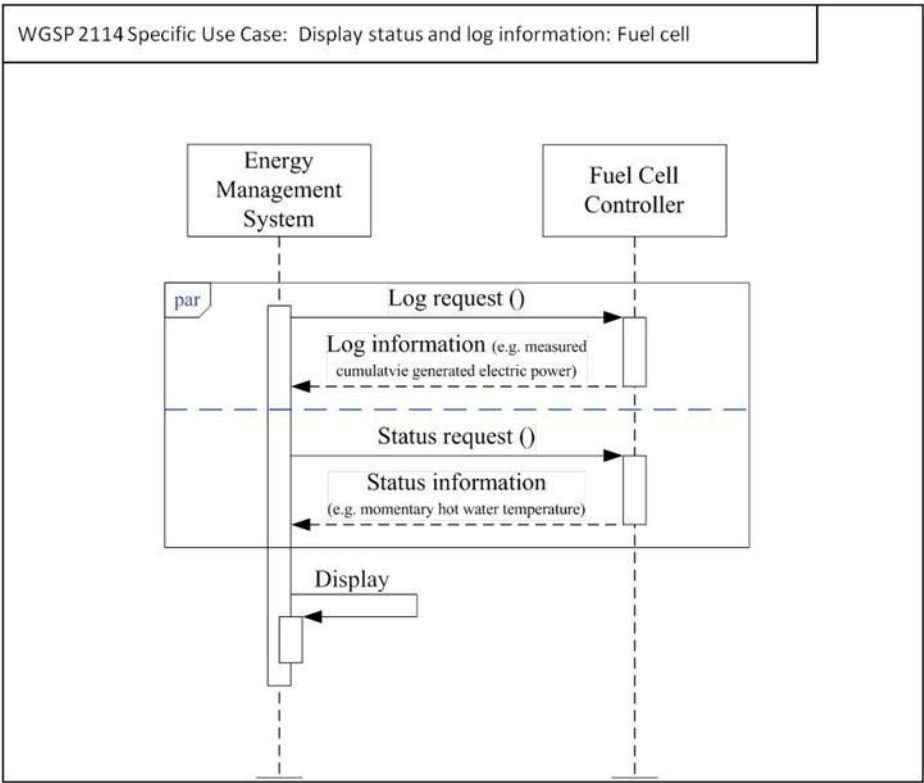 WGSP 2114 Specific Use Case: Display status and log information: Fuel cell
Energy
Management
System
Fuel Cell
Controller
par
Log request ()
Log information (e.g. measured
cumulatvie generated electric power)
Status request ()
Status information
(e.g. momentary hot water temperature)
Display